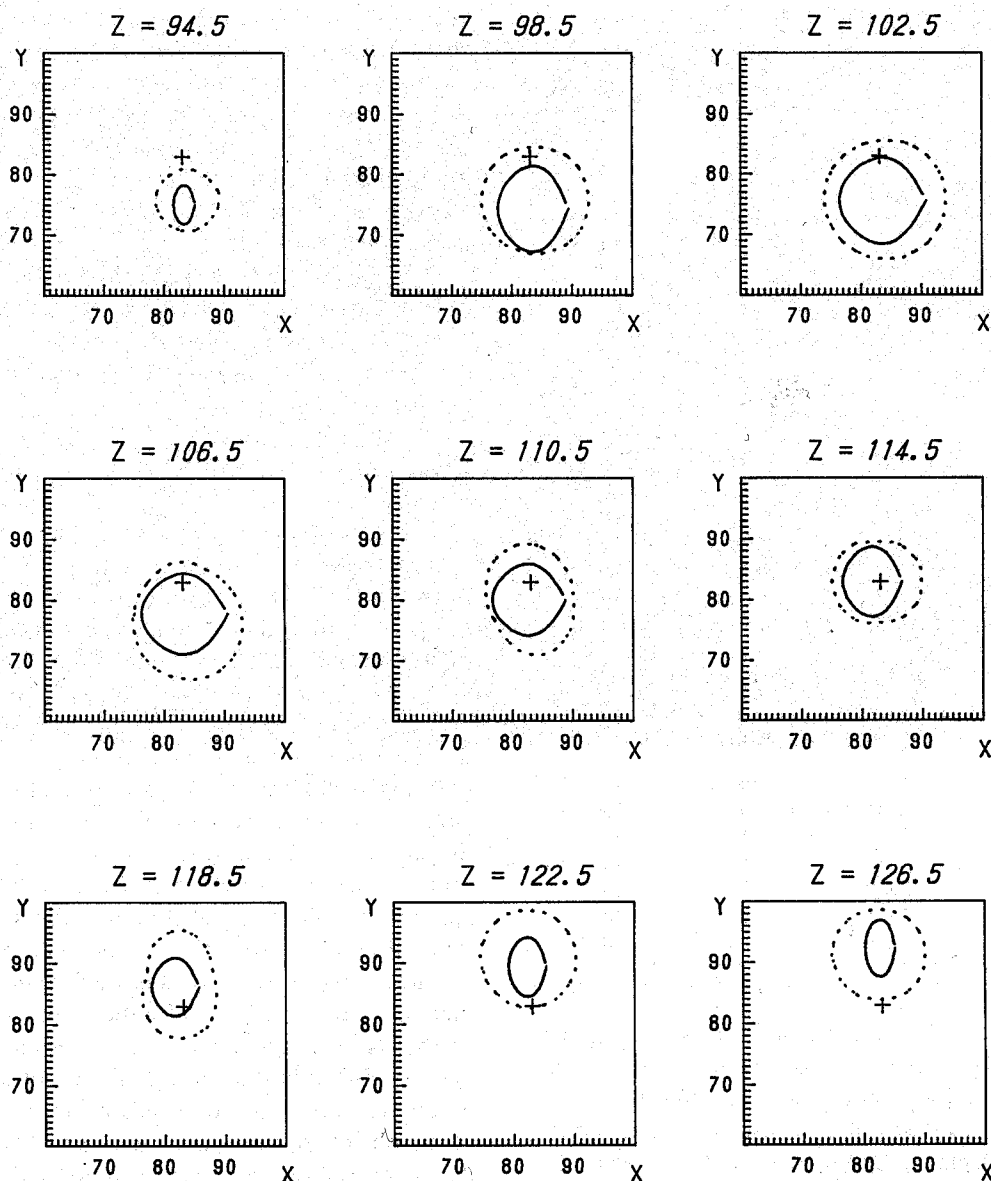 Z = 94.5
Z = 98.5
Z = 102.5
Y
Y
Y
90
90
90
80
80
80
70
70
70
70 80 90 X
70 80 90 X
70 80 90 X
Z = 106.5
Z = 110.5
Z = 114.5
Y
Y
Y
90
90
90
80
80
80
70
70
70
70 80 90 X
70 80 90 X
70 80 90 X
Z = 118.5
Z = 122.5
Z = 126.5
Y
Y
Y
90
90
90
80
80
80
70
70
70
70 80 90 X
70 80 90 X
70 80 90 X